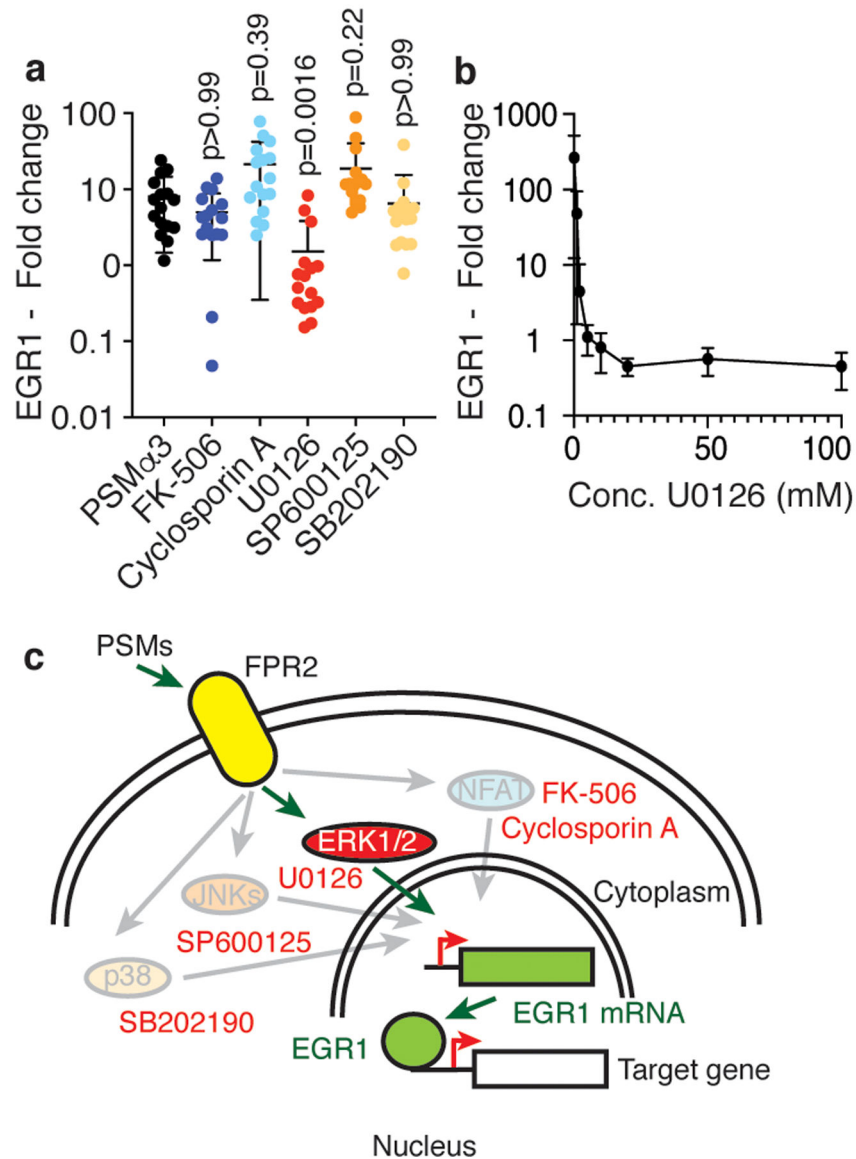 a
EGR1 - Fold change
100
10
0
0.1
0.01
p>0.99
p=0.39
p=0.0016
p=0.22
p>0.99
PSMα3
FK-506
Cyclosporin A
U0126
SP600125
SB202190
b
EGR1 - Fold change
1000
100
10
1
0.1
0
50
100
Conc. U0126 (mM)
c
PSMs
FPR2
NFAT
FK-506
Cyclosporin A
ERK1/2
U0126
JNKs
SP600125
p38
SB202190
Cytoplasm
EGR1 mRNA
EGR1
Target gene
Nucleus